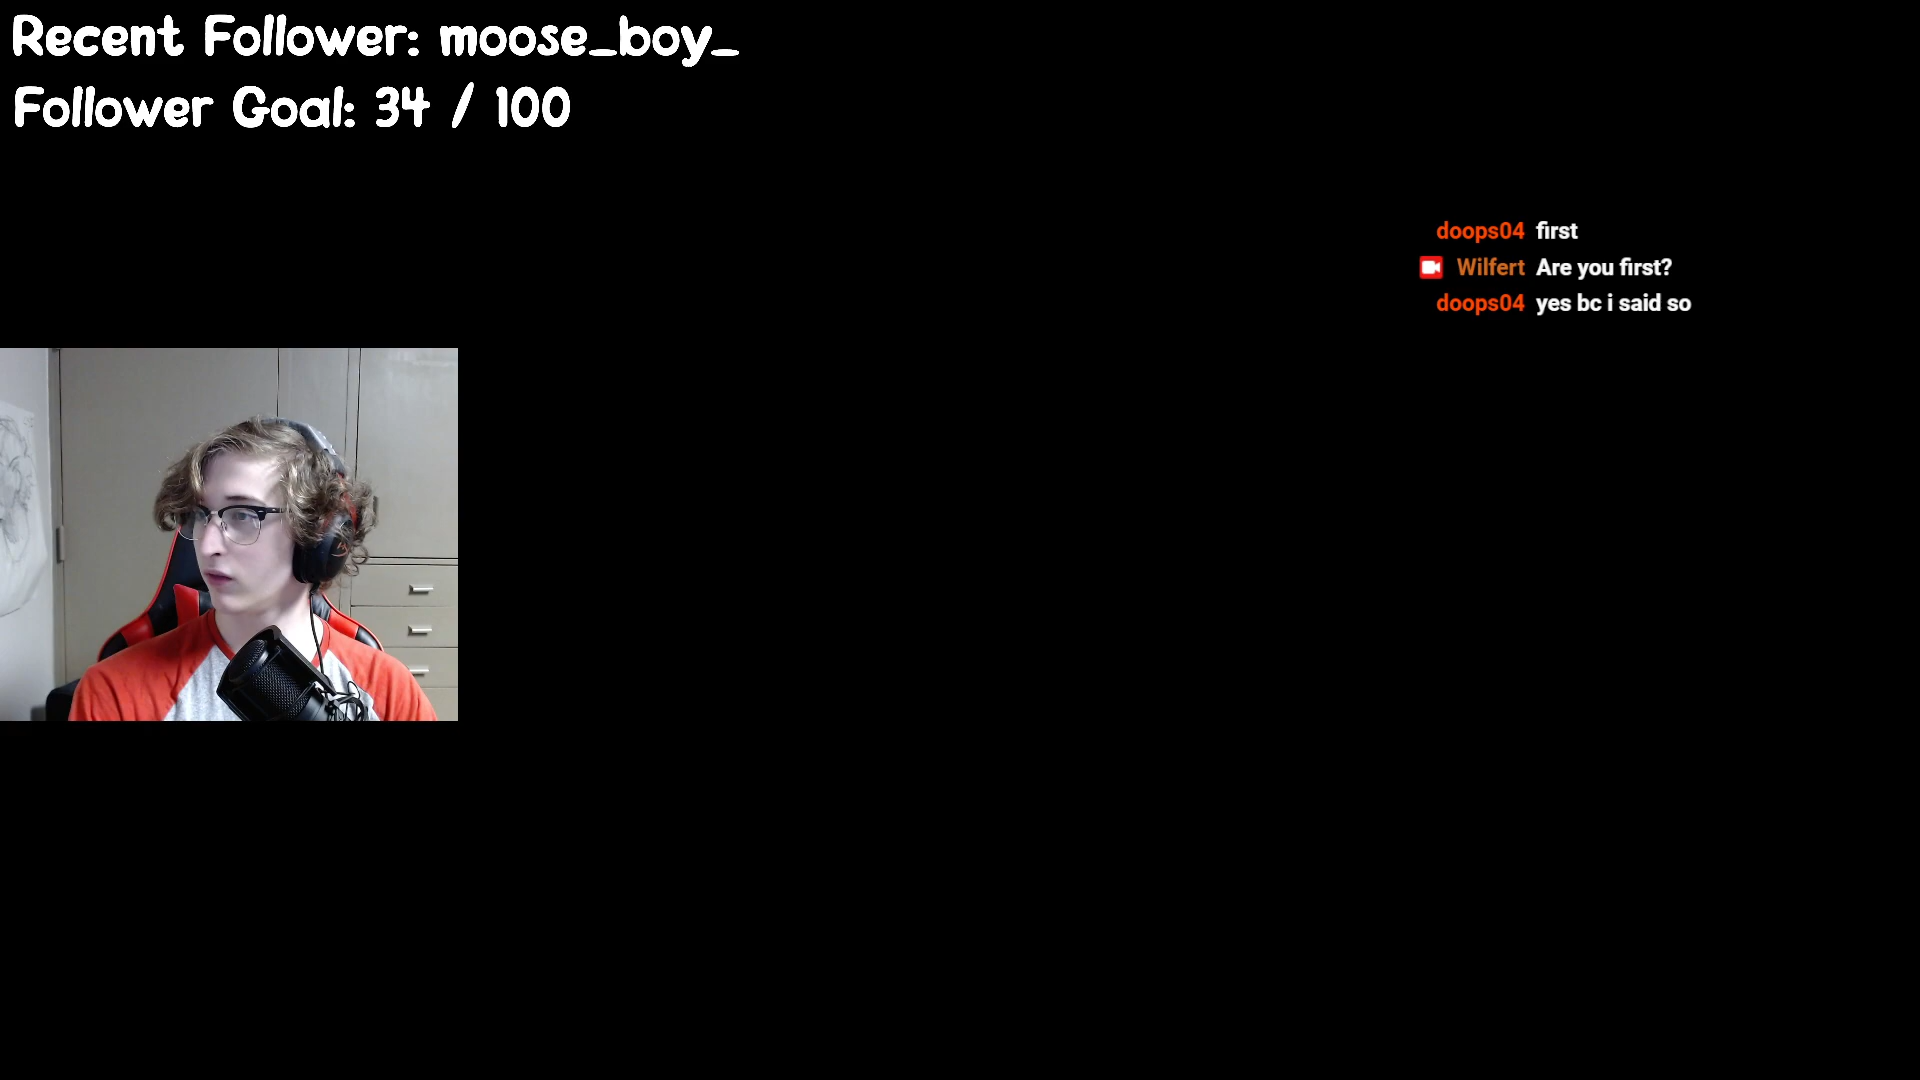 Recent Follower: moose_boy_
Follower Goal: 34 / 100
doops04 first
Wilfert Are you first?
doops04 yes bc i said so